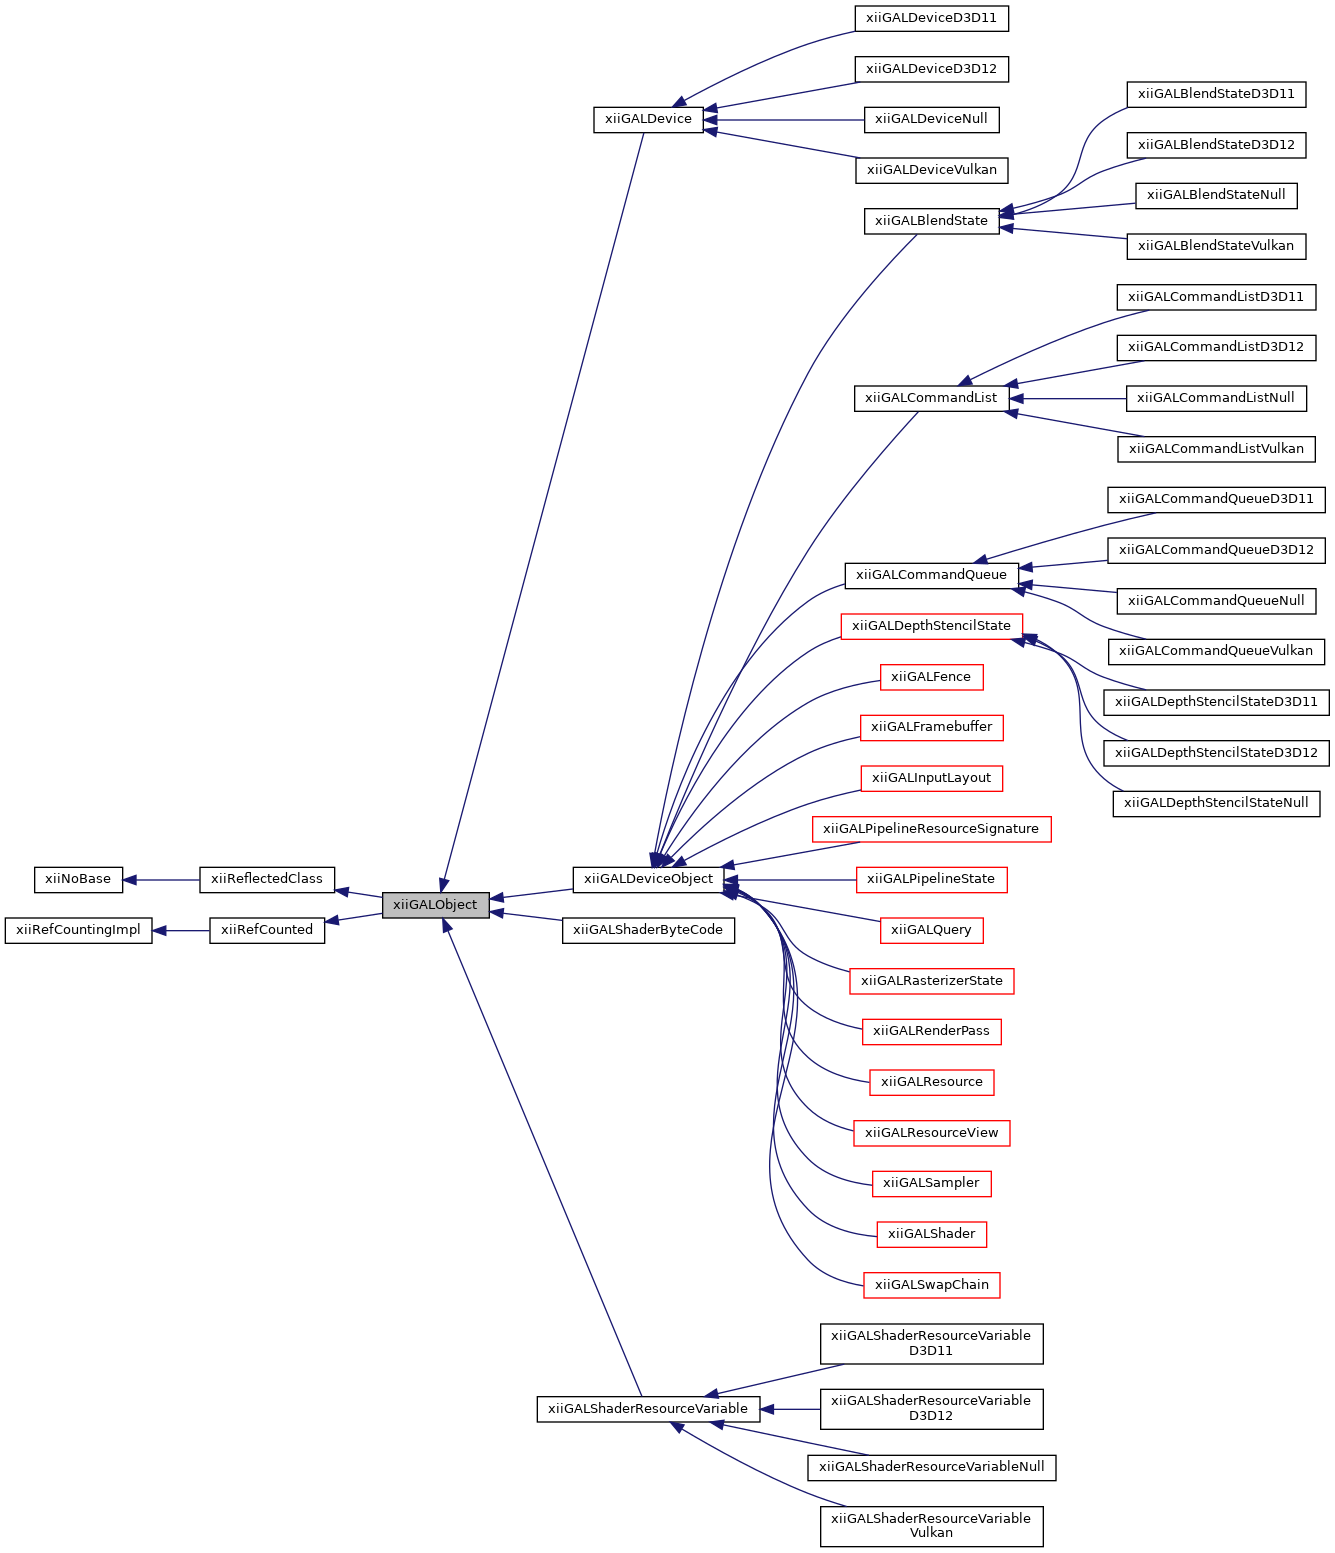 xiiGALDeviceD3D11
xiiGALDeviceD3D12
xiiGALBlendStateD3D11
xiiGALDevice
xiiGALDeviceNull
xiiGALBlendStateD3D12
xiiGALDeviceVulkan
xiiGALBlendStateNull
xiiGALBlendState
xiiGALBlendStateVulkan
xiiGALCommandListD3D11
xiiGALCommandListD3D12
xiiGALCommandList
xiiGALCommandListNull
xiiGALCommandListVulkan
xiiGALCommandQueueD3D11
xiiGALCommandQueueD3D12
xiiGALCommandQueue
xiiGALCommandQueueNull
xiiGALDepthStencilState
xiiGALCommandQueueVulkan
xiiGALFence
xiiGALDepthStencilStateD3D11
xiiGALFramebuffer
xiiGALDepthStencilStateD3D12
xiiGALInputLayout
xiiGALDepthStencilStateNull
xiiGALPipelineResourceSignature
xiiNoBase
xiiReflectedClass
xiiGALDeviceObject
xiiGALPipelineState
xiiGALObject
xiiRefCountingImpl
xiiRefCounted
xiiGALShaderByteCode
xiiGALQuery
xiiGALRasterizerState
xiiGALRenderPass
xiiGALResource
xiiGALResourceView
xiiGALSampler
xiiGALShader
xiiGALSwapChain
xiiGALShaderResourceVariable
D3D11
xiiGALShaderResourceVariable
xiiGALShaderResourceVariable
D3D12
xiiGALShaderResourceVariableNull
xiiGALShaderResourceVariable
Vulkan